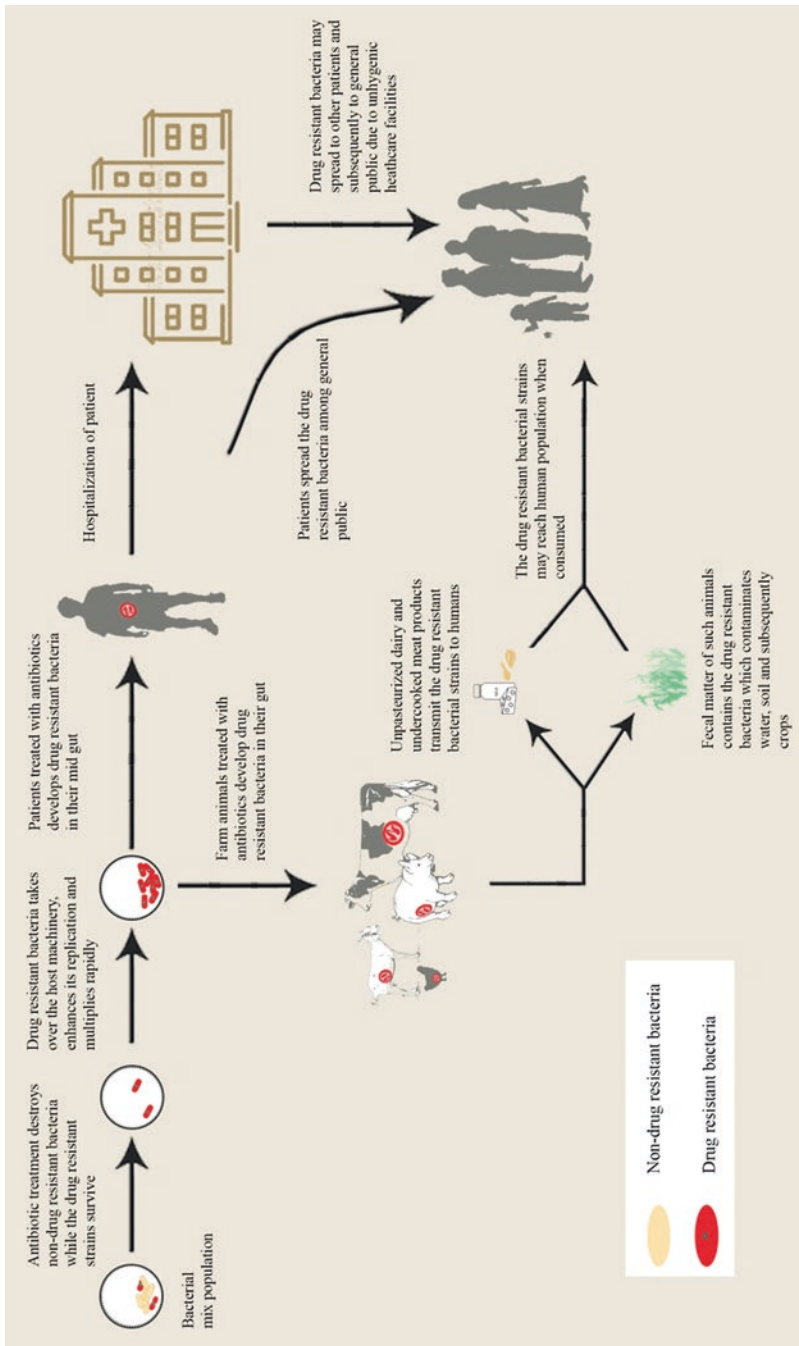 Bacterial
mix population
Antibiotic treatment destroys
non-drug resistant bacteria
while the drug resistant
strains survive
Drug resistant bacteria takes
over the host machinery,
enhances its replication and
multiplies rapidly
Patients treated with antibiotics
develops drug resistant bacteria
in their mid gut
Hospitalization of patient
Farm animals treated with
antibiotics develop drug
resistant bacteria in their gut
Patients spread the drug
resistant bacteria among general
public
Drug resistant bacteria may
spread to other patients and
subsequently to general
public due to unhygenic
heathcare facilities
Unpasteurized dairy and
undercooked meat products
transmit the drug resistant
bacterial strains to humans
The drug resistant bacterial strains
may reach human population when
consumed
Fecal matter of such animals
contains the drug resistant
bacteria which contaminates
water, soil and subsequently
crops
Non-drug resistant bacteria
Drug resistant bacteria